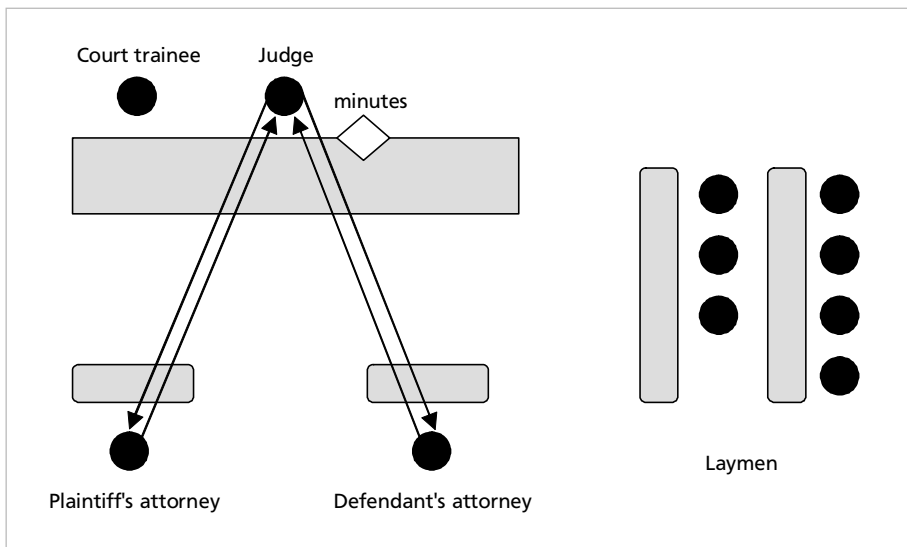 Court trainee
Judge
minutes
Laymen
Plaintiff's attorney
Defendant's attorney